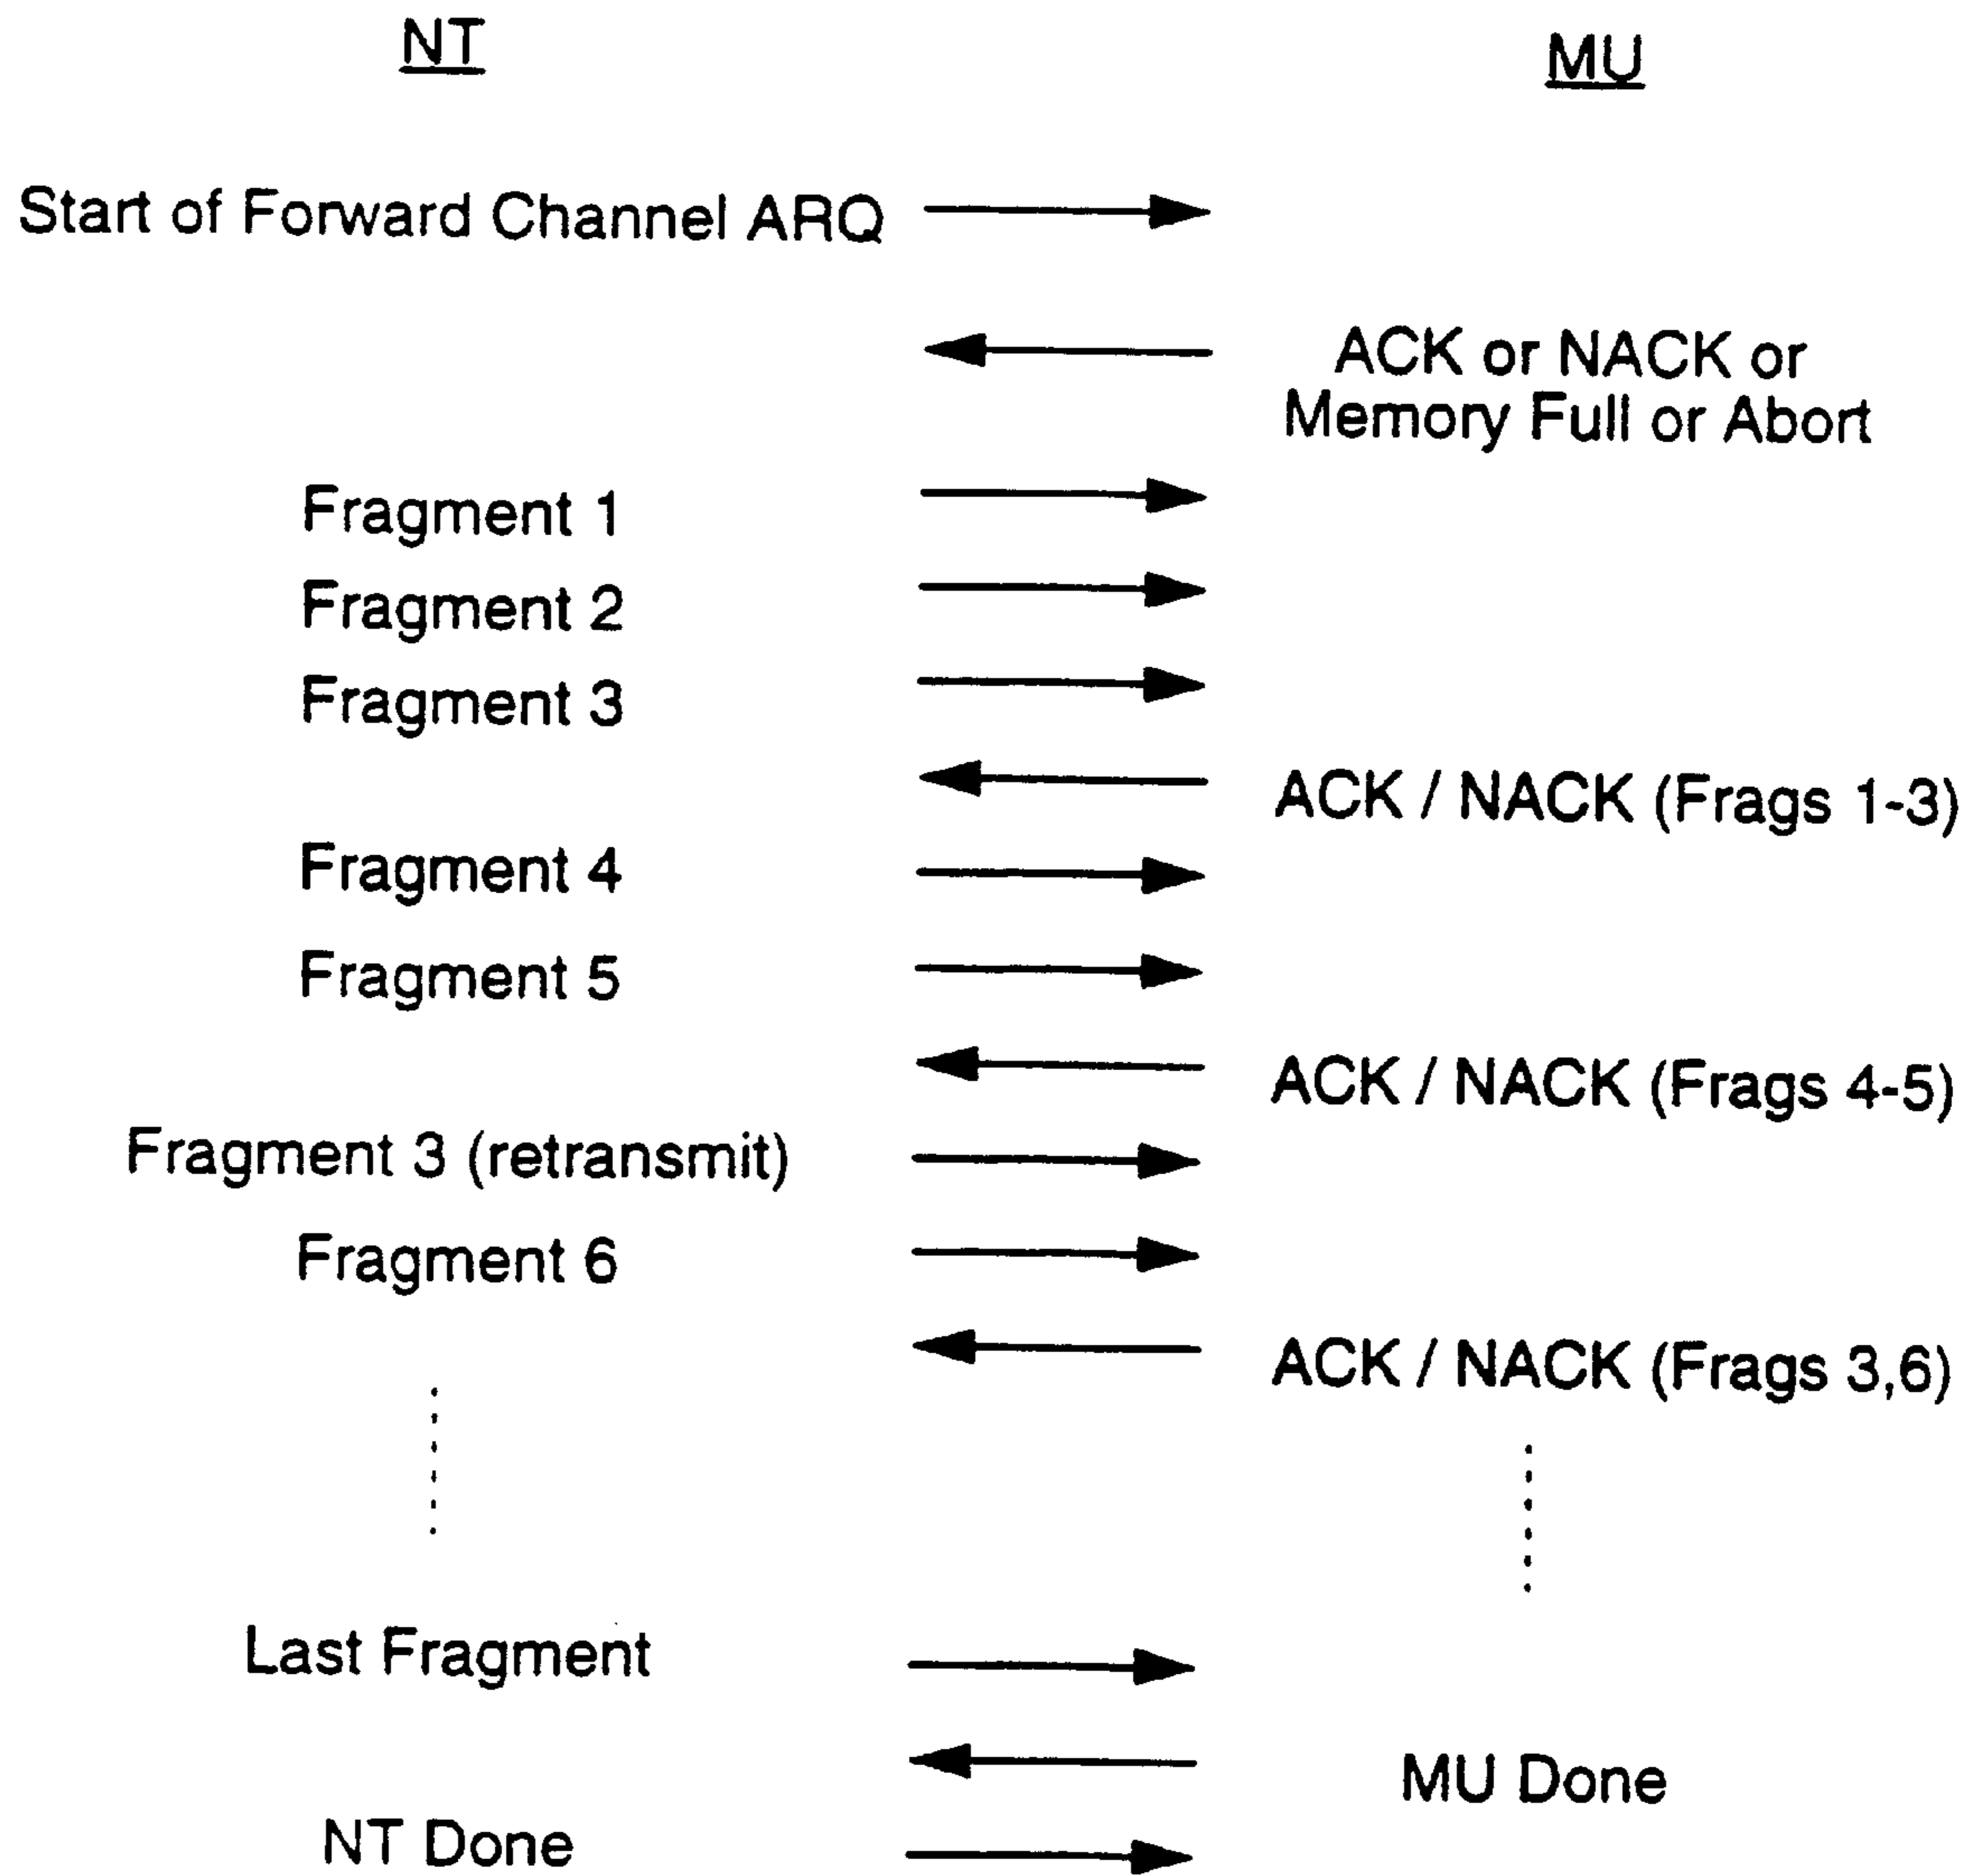 NT
MU
Start of Forward Channel ARQ
ACK or NACK or
Memory Full or Abort
Fragment 1
Fragment 2
Fragment 3
ACK / NACK (Frags 1-3)
Fragment 4
Fragment 5
ACK / NACK (Frags 4-5)
Fragment 3 (retransmit)
Fragment 6
ACK / NACK (Frags 3,6)
Last Fragment
MU Done
NT Done